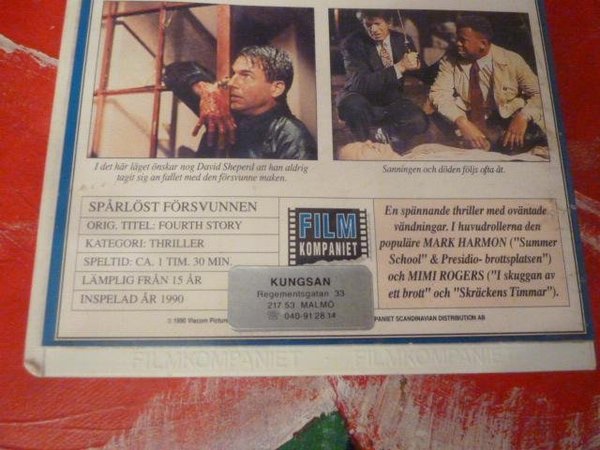 I det här läget önskar nog David Sheperd att han aldrig
tagit sig an fallet med den försvunne maken.
Sanningen och döden följs ofta åt.
SPÅRLÖST FÖRSVUNNEN
ORIG. TITEL: FOURTH STORY
KATEGORI: THRILLER
SPELTID: CA. 1 TIM. 30 MIN.
LÄMPLIG FRÅN 15 ÅR
INSPELAD ÅR 1990
FILM
KOMPANIET
KUNGSAN
Regementsgatan 33
217 53 MALMÖ
☏ 040-91 28 14
En spännande thriller med oväntade
vändningar. I huvudrollerna den
populäre MARK HARMON ("Summer
School" & Presidio- brottsplatsen")
och MIMI ROGERS ("I skuggan av
ett brott" och "Skräckens Timmar").
© 1990 Viacom Pictur
PANIET SCANDINAVIAN DISTRIBUTION AB
FILMKOMPANIET FILMKOMPANIET